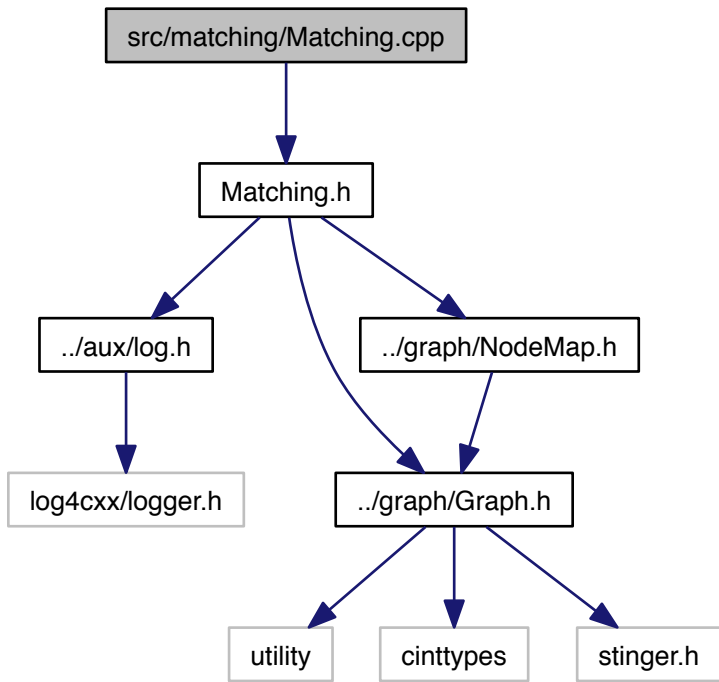 src/matching/Matching.cpp
Matching.h
../aux/log.h
../graph/NodeMap.h
log4cxx/logger.h
../graph/Graph.h
utility
cinttypes
stinger.h